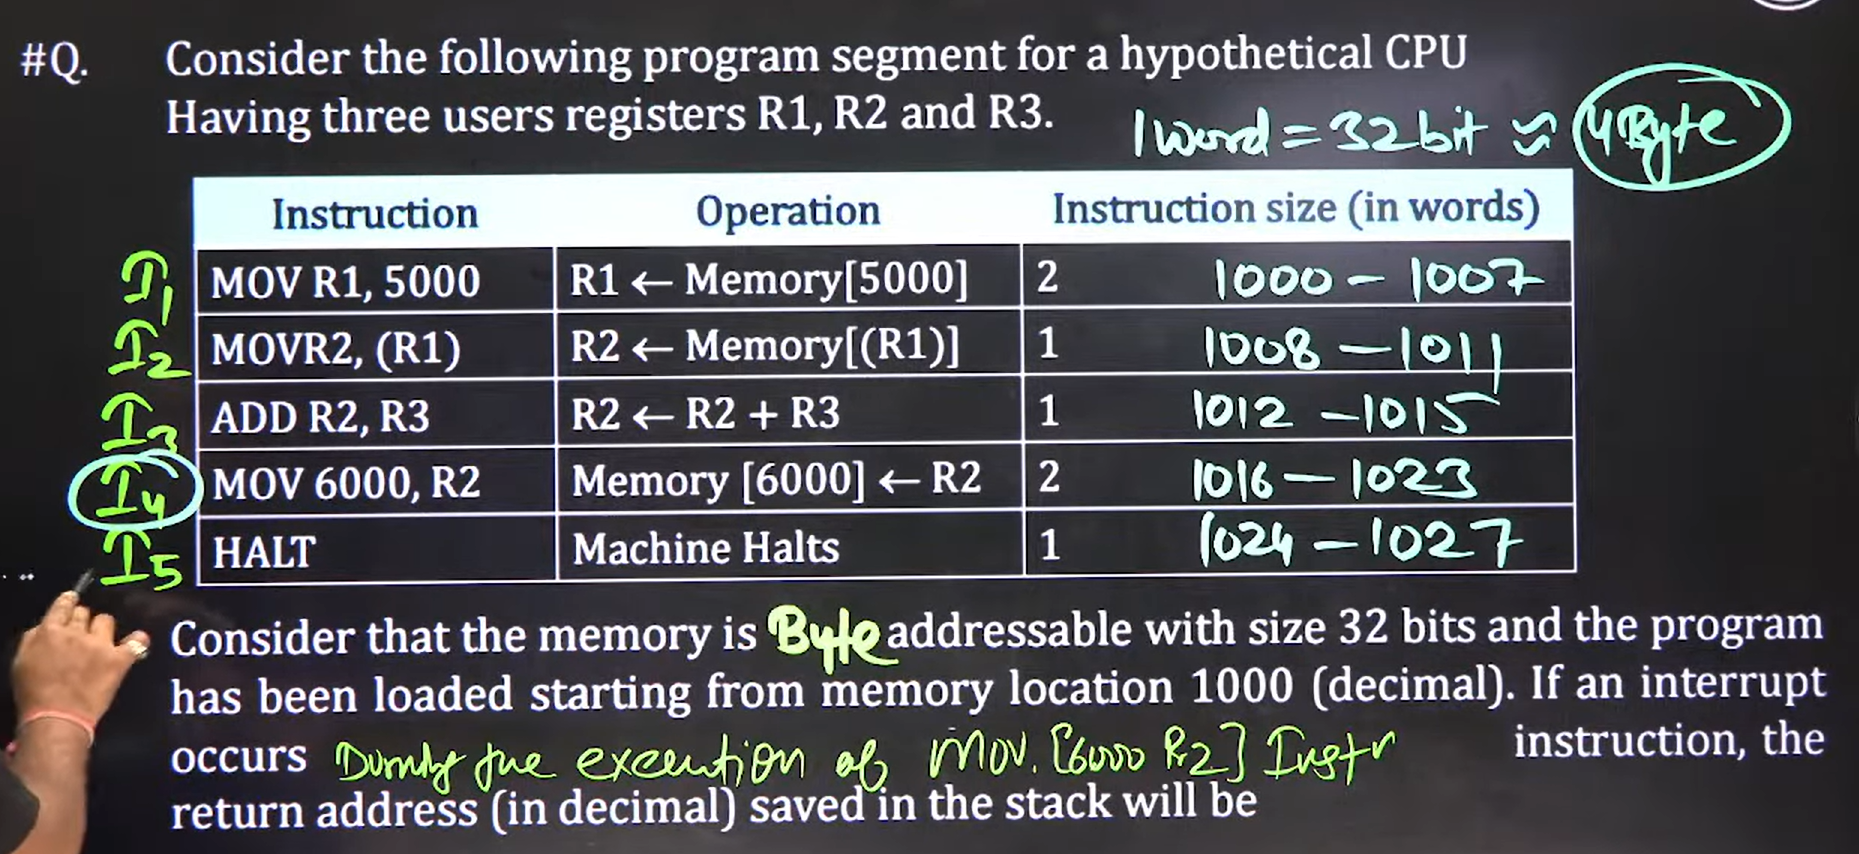 #Q. Consider the following program segment for a hypothetical CPU
Having three users registers R1, R2 and R3.
1 word = 32 bit ≈ 4 Byte
Instruction Operation Instruction size (in words)
I1 MOV R1, 5000 R1 ← Memory[5000] 2 1000 – 1007
I2 MOVR2, (R1) R2 ← Memory[(R1)] 1 1008 – 1011
I3 ADD R2, R3 R2 ← R2 + R3 1 1012 – 1015
I4 MOV 6000, R2 Memory [6000] ← R2 2 1016 – 1023
I5 HALT Machine Halts 1 1024 – 1027
Consider that the memory is Byte addressable with size 32 bits and the program
has been loaded starting from memory location 1000 (decimal). If an interrupt
occurs During the execution of MOV. [6000 R2] Instr instruction, the
return address (in decimal) saved in the stack will be